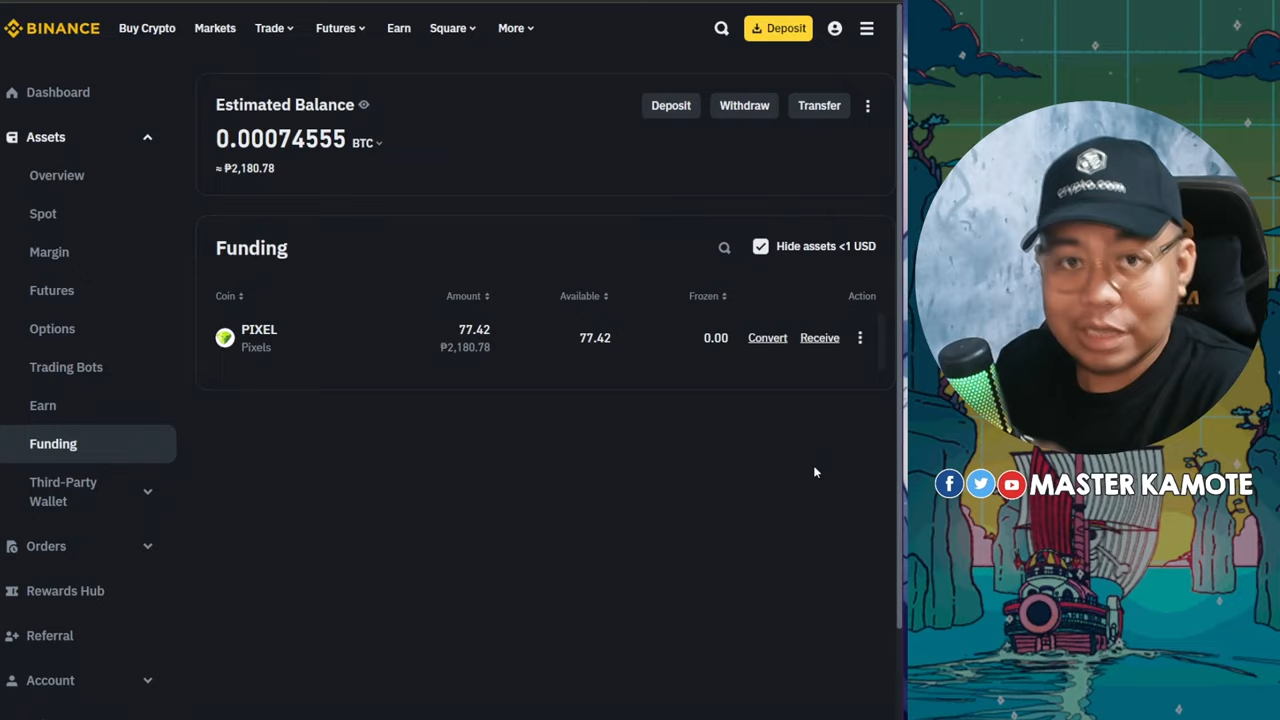 BINANCE
Buy Crypto
Markets
Trade
Futures
Earn
Square
More
Deposit
Dashboard
Assets
Overview
Spot
Margin
Futures
Options
Trading Bots
Earn
Funding
Third-Party
Wallet
Orders
Rewards Hub
Referral
Account
Estimated Balance
Deposit
Withdraw
Transfer
0.00074555 BTC
≈ ₱2,180.78
Funding
Hide assets <1 USD
Coin
Amount
Available
Frozen
Action
PIXEL
Pixels
77.42
₱2,180.78
77.42
0.00
Convert
Receive
crypto.com
MASTER KAMOTE